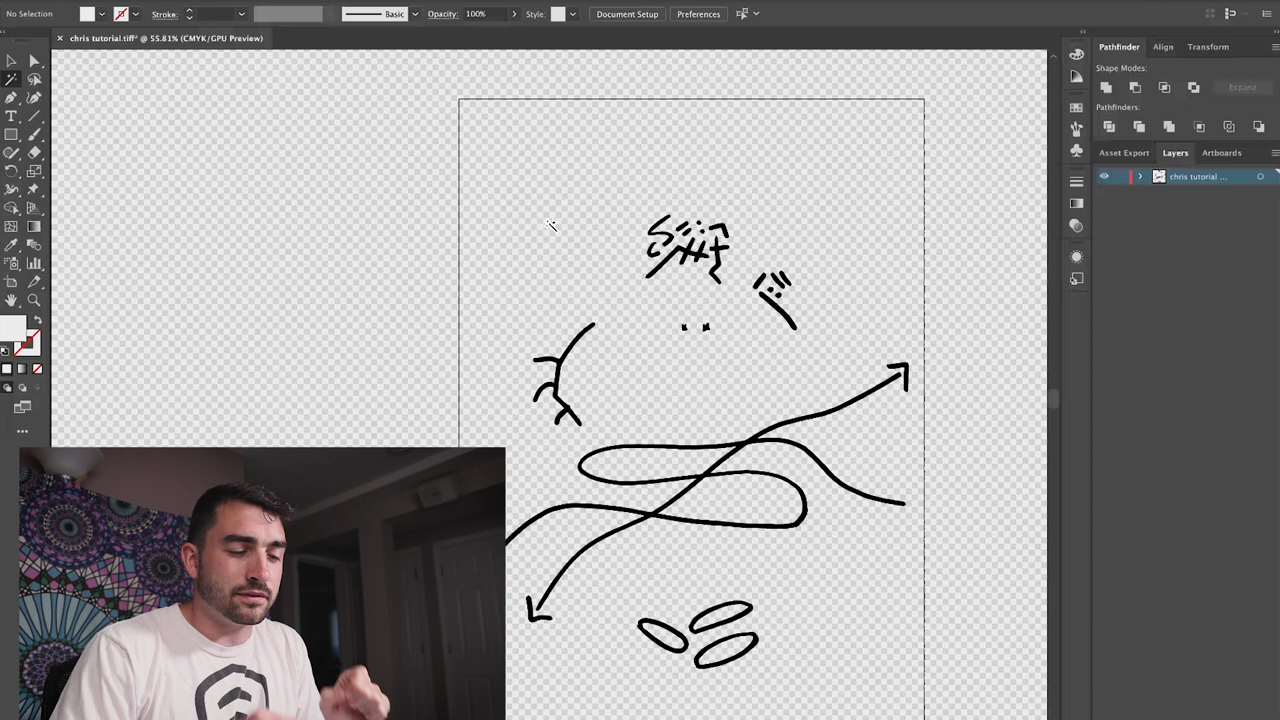 No Selection Stroke: Basic Opacity: 100% Style: Document Setup Preferences
× chris tutorial.tiff* @ 55.81% (CMYK/GPU Preview)
Pathfinder Align Transform
Shape Modes:
Expand
Pathfinders:
Asset Export Layers Artboards
chris tutorial ...